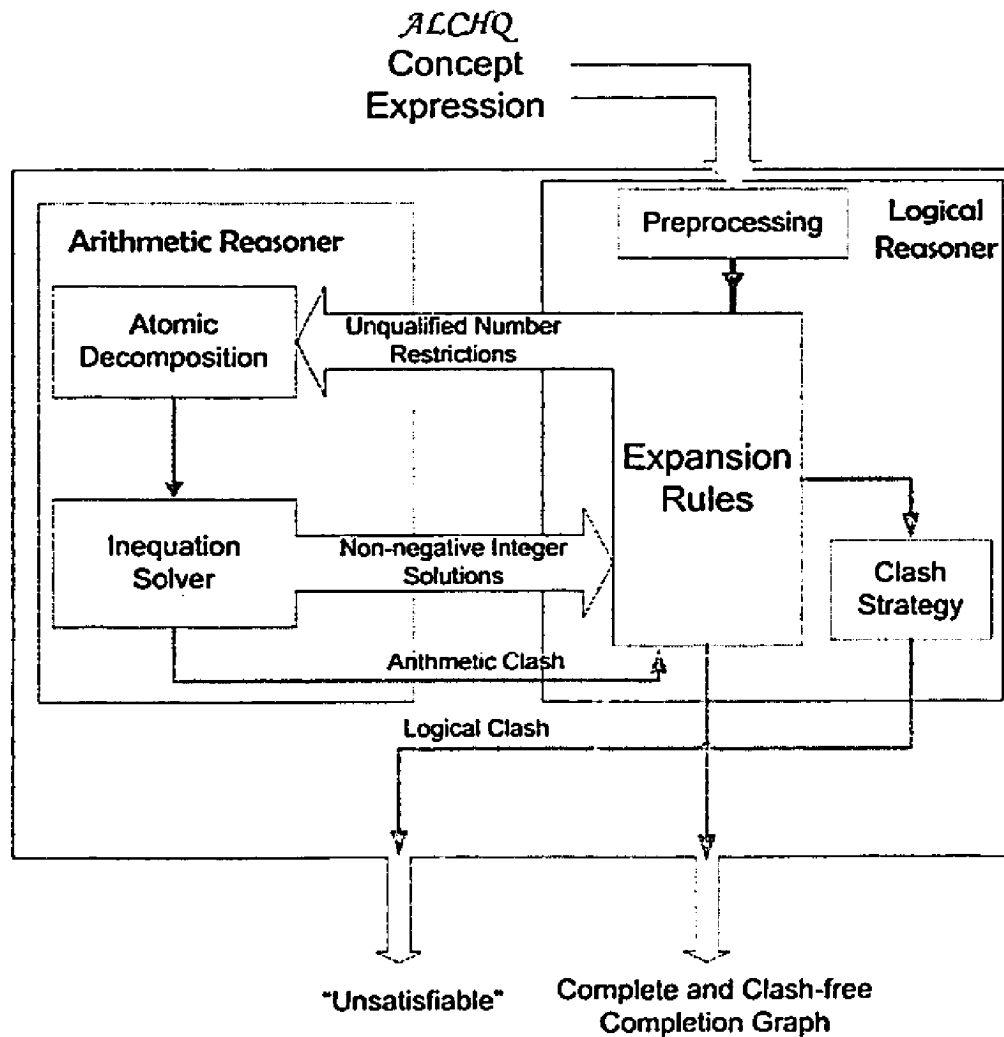 ALCHQ
Concept
Expression
Preprocessing
Logical
Reasoner
Arithmetic Reasoner
Atomic
Decomposition
Unqualified Number
Restrictions
Expansion
Rules
Inequation
Solver
Non-negative Integer
Solutions
Clash
Strategy
Arithmetic Clash
Logical Clash
"Unsatisfiable"
Complete and Clash-free
Completion Graph